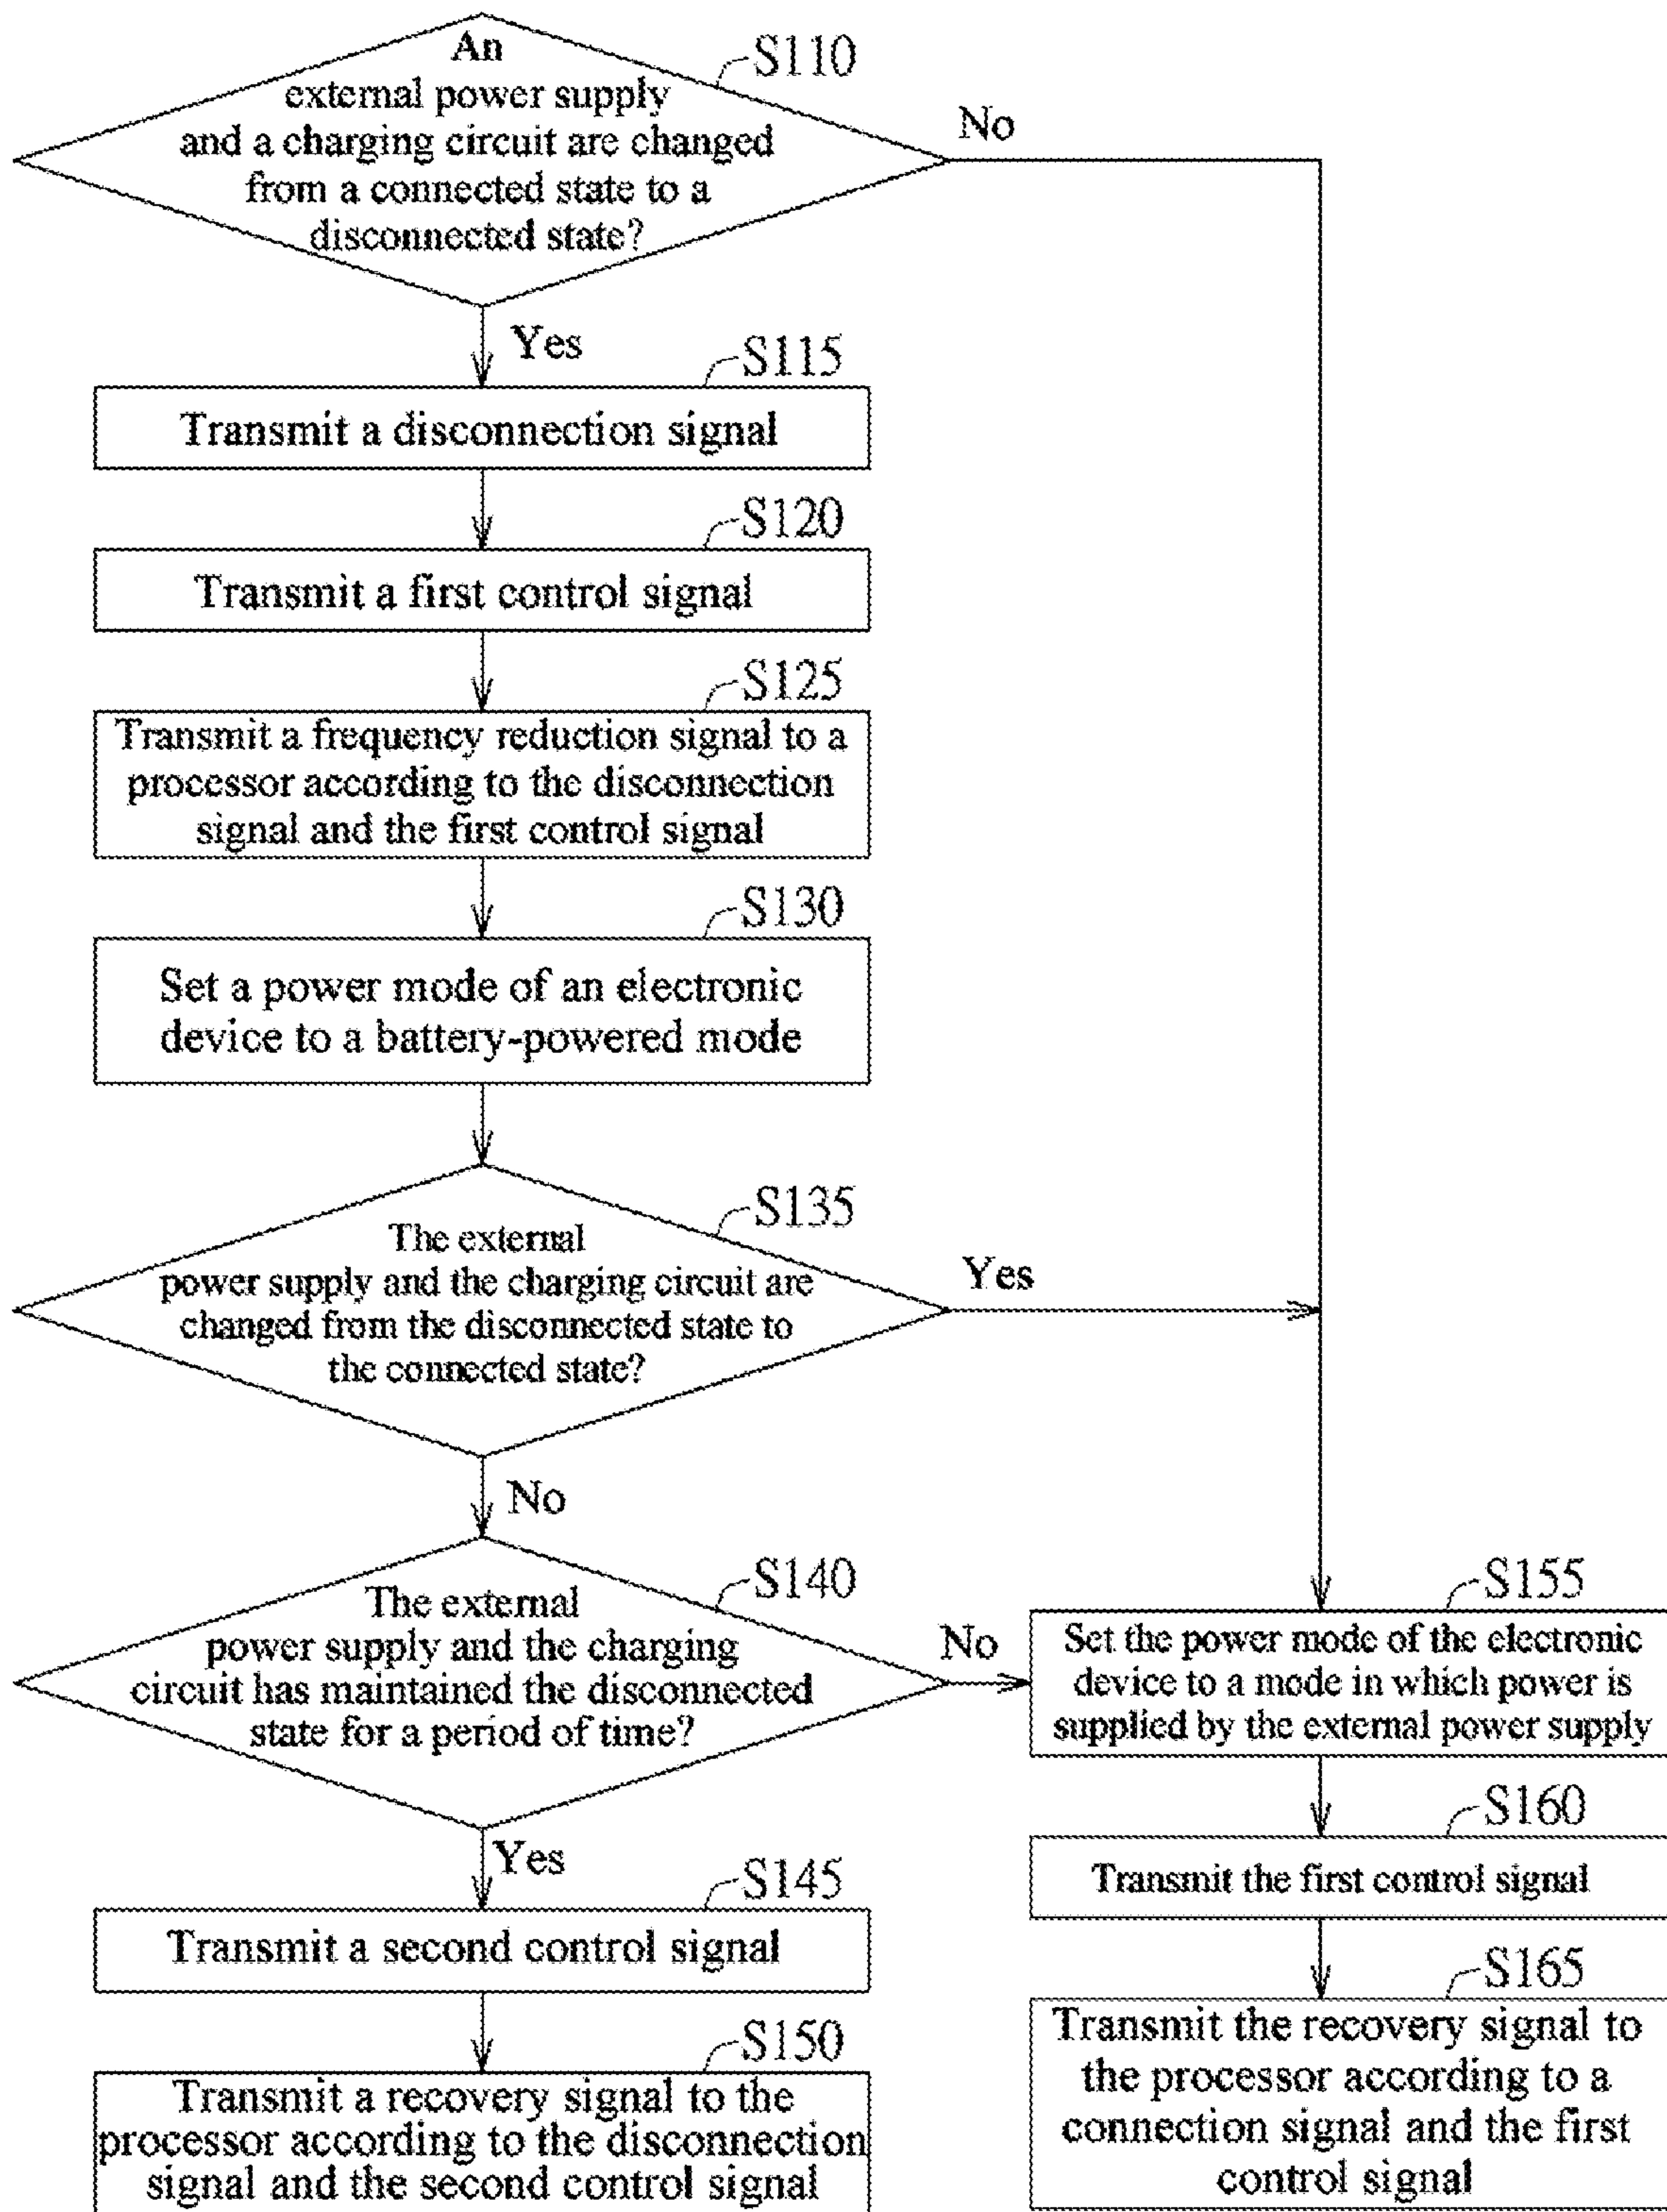 An
external power supply
and a charging circuit are changed
from a connected state to a
disconnected state?
S110
No
Yes
S115
Transmit a disconnection signal
S120
Transmit a first control signal
S125
Transmit a frequency reduction signal to a
processor according to the disconnection
signal and the first control signal
S130
Set a power mode of an electronic
device to a battery-powered mode
S135
The external
power supply and the charging circuit are
changed from the disconnected state to
the connected state?
Yes
No
S140
The external
power supply and the charging
circuit has maintained the disconnected
state for a period of time?
No
Yes
S145
Transmit a second control signal
S150
Transmit a recovery signal to the
processor according to the disconnection
signal and the second control signal
S155
Set the power mode of the electronic
device to a mode in which power is
supplied by the external power supply
S160
Transmit the first control signal
S165
Transmit the recovery signal to
the processor according to a
connection signal and the first
control signal